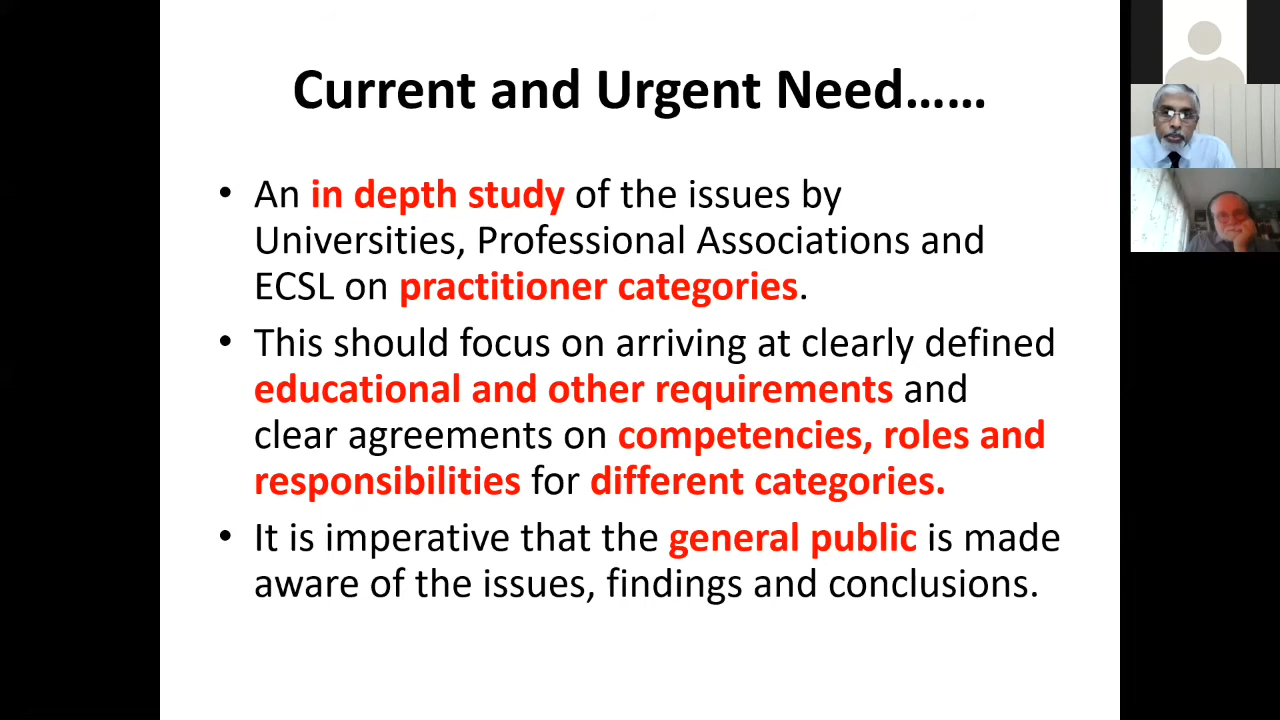 Current and Urgent Need……
• An in depth study of the issues by
Universities, Professional Associations and
ECSL on practitioner categories.
• This should focus on arriving at clearly defined
educational and other requirements and
clear agreements on competencies, roles and
responsibilities for different categories.
• It is imperative that the general public is made
aware of the issues, findings and conclusions.